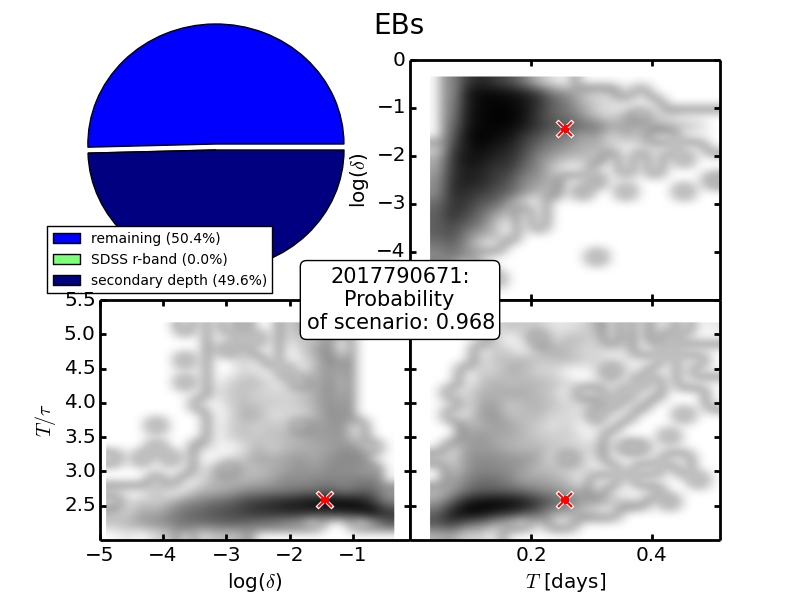 EBs
remaining (50.4%)
SDSS r-band (0.0%)
secondary depth (49.6%)
0
−1
−2
−3
−4
log(δ)
2017790671:
Probability
of scenario: 0.968
5.5
5.0
4.5
4.0
3.5
3.0
2.5
T/τ
−5 −4 −3 −2 −1
log(δ)
0.2 0.4
T [days]